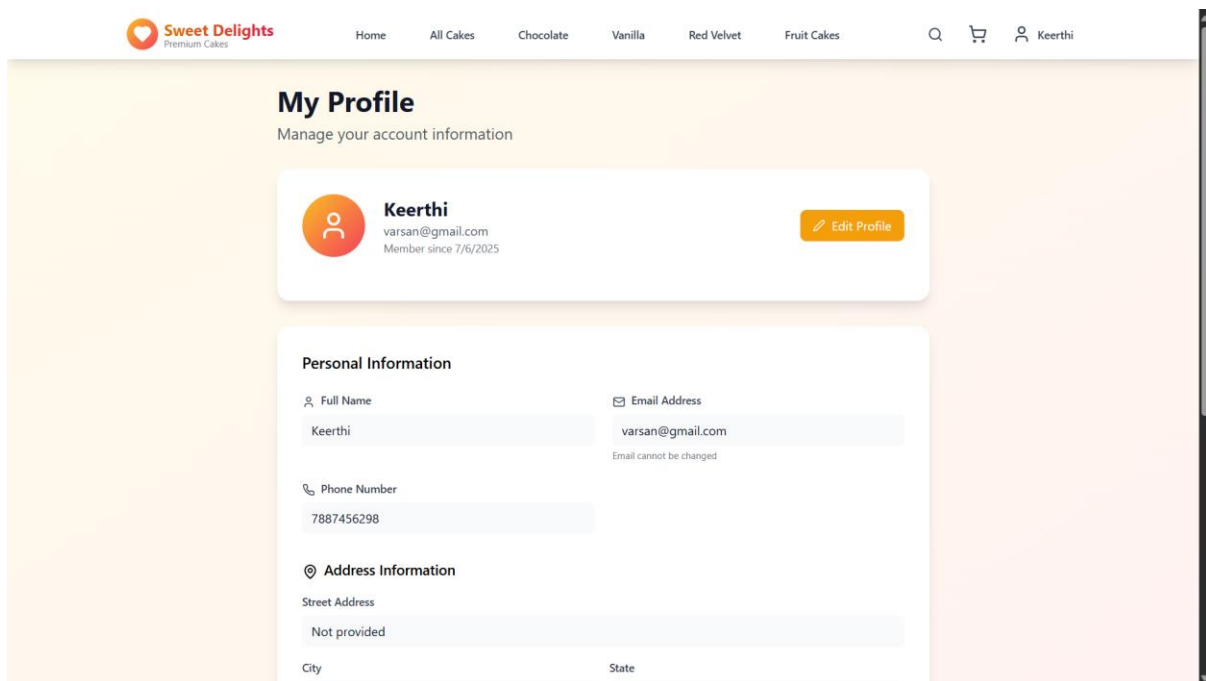 Sweet Delights
Premium Cakes
Home All Cakes Chocolate Vanilla Red Velvet Fruit Cakes Keerthi
My Profile
Manage your account information
Keerthi
varsan@gmail.com
Member since 7/6/2025
Edit Profile
Personal Information
Full Name
Keerthi
Email Address
varsan@gmail.com
Email cannot be changed
Phone Number
7887456298
Address Information
Street Address
Not provided
City State